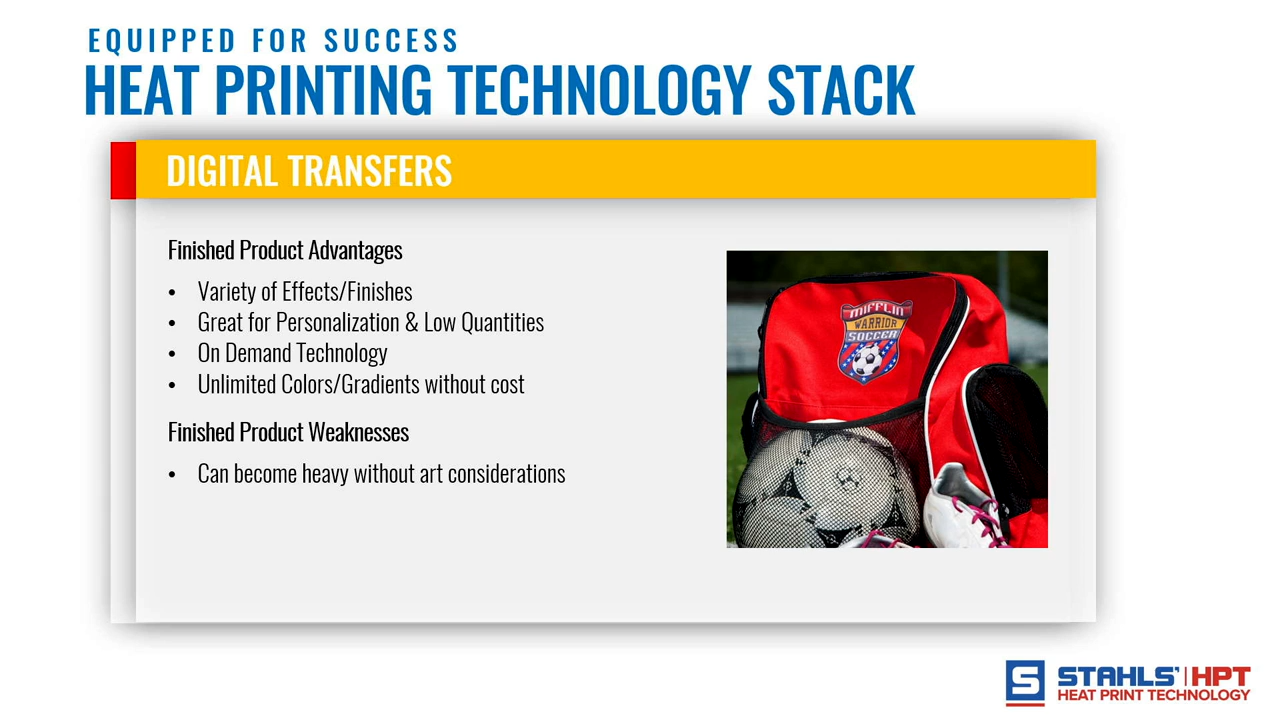 EQUIPPED FOR SUCCESS
HEAT PRINTING TECHNOLOGY STACK
DIGITAL TRANSFERS
Finished Product Advantages
• Variety of Effects/Finishes
• Great for Personalization & Low Quantities
• On Demand Technology
• Unlimited Colors/Gradients without cost
Finished Product Weaknesses
• Can become heavy without art considerations
MIFFLIN
WARRIOR
SOCCER
S STAHLS' | HPT
HEAT PRINT TECHNOLOGY